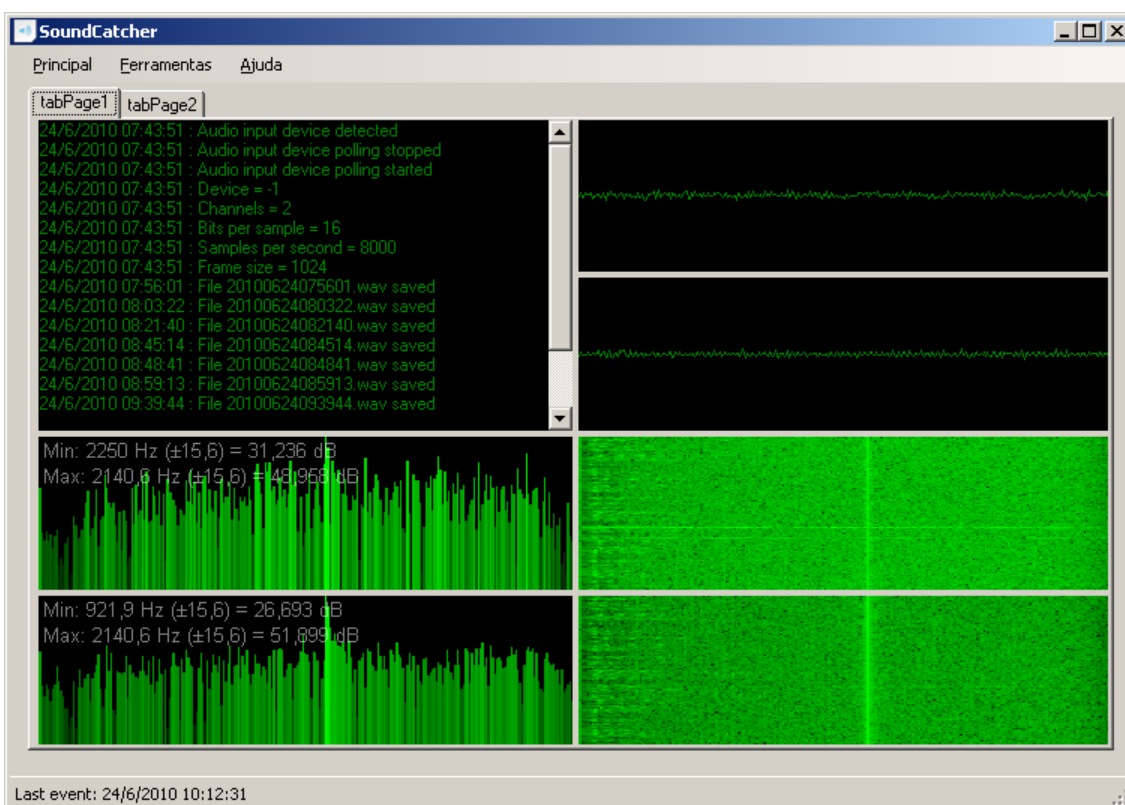 SoundCatcher
Principal Ferramentas Ajuda
tabPage1 tabPage2
24/6/2010 07:43:51 : Audio input device detected
24/6/2010 07:43:51 : Audio input device polling stopped
24/6/2010 07:43:51 : Audio input device polling started
24/6/2010 07:43:51 : Device = -1
24/6/2010 07:43:51 : Channels = 2
24/6/2010 07:43:51 : Bits per sample = 16
24/6/2010 07:43:51 : Samples per second = 8000
24/6/2010 07:43:51 : Frame size = 1024
24/6/2010 07:56:01 : File 20100624075601.wav saved
24/6/2010 08:03:22 : File 20100624080322.wav saved
24/6/2010 08:21:40 : File 20100624082140.wav saved
24/6/2010 08:45:14 : File 20100624084514.wav saved
24/6/2010 08:48:41 : File 20100624084841.wav saved
24/6/2010 08:59:13 : File 20100624085913.wav saved
24/6/2010 09:39:44 : File 20100624093944.wav saved
Min: 2250 Hz (±15,6) = 31,236 dB
Max: 2140,6 Hz (±15,6) = 48,958 dB
Min: 921,9 Hz (±15,6) = 26,693 dB
Max: 2140,6 Hz (±15,6) = 51,899 dB
Last event: 24/6/2010 10:12:31